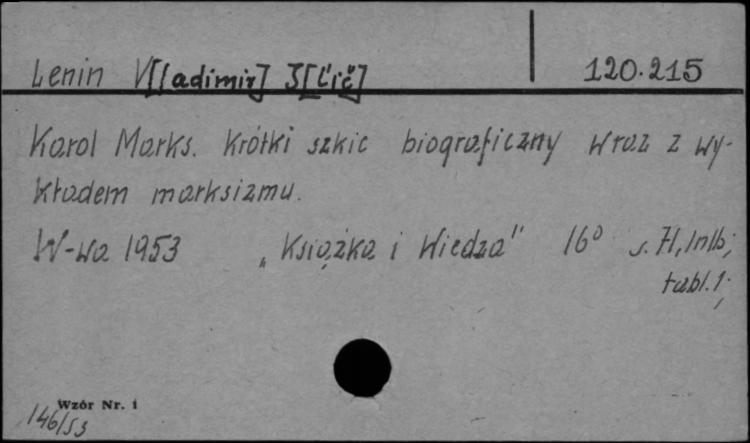 Lenin V[ladimir] I[l'ič]
120.215
Karol Marks. Krótki szkic biograficzny wraz z wy-
kładem marksizmu.
W-wa 1953 „Książka i Wiedza" 16° s. 71, 1nlb;
tabl. 1;
Wzór Nr. 1
146/53